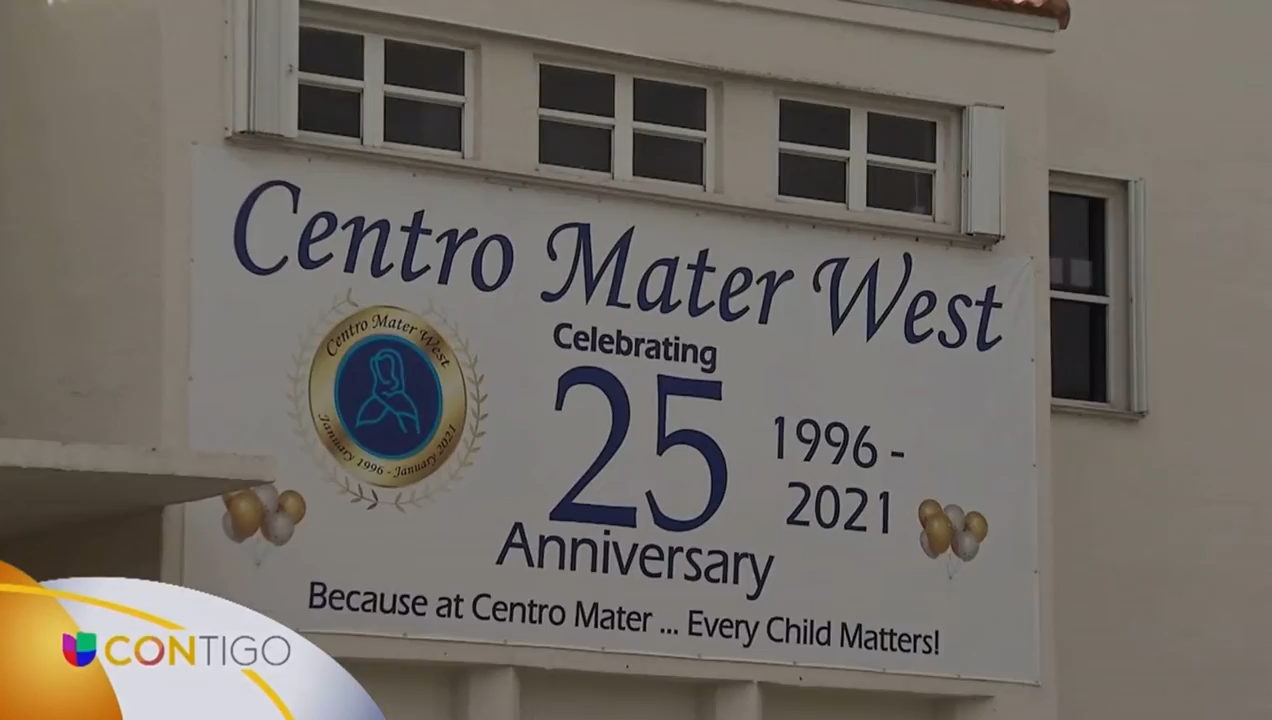 Centro Mater West
Centro Mater West
January 1996 - January 2021
Celebrating
25
Anniversary
1996 -
2021
Because at Centro Mater ... Every Child Matters!
CONTIGO